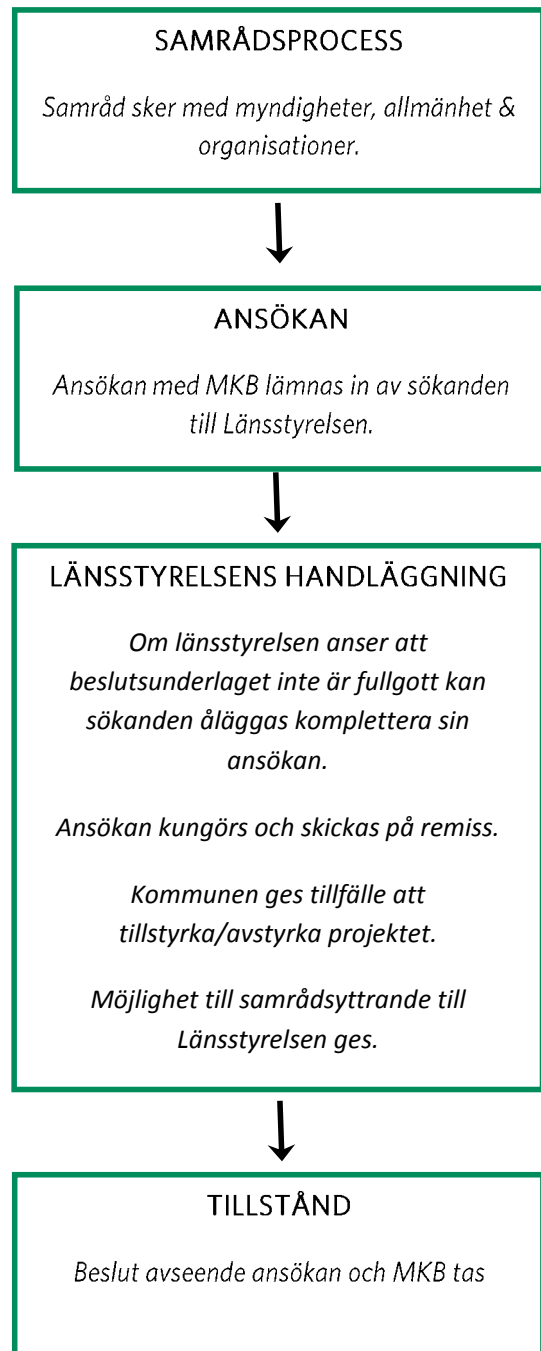 SAMRÅDSPROCESS
Samråd sker med myndigheter, allmänhet &
organisationer.
ANSÖKAN
Ansökan med MKB lämnas in av sökanden
till Länsstyrelsen.
LÄNSSTYRELSENS HANDLÄGGNING
Om länsstyrelsen anser att
beslutsunderlaget inte är fullgott kan
sökanden åläggas komplettera sin
ansökan.
Ansökan kungörs och skickas på remiss.
Kommunen ges tillfälle att
tillstyrka/avstyrka projektet.
Möjlighet till samrådsyttrande till
Länsstyrelsen ges.
TILLSTÅND
Beslut avseende ansökan och MKB tas